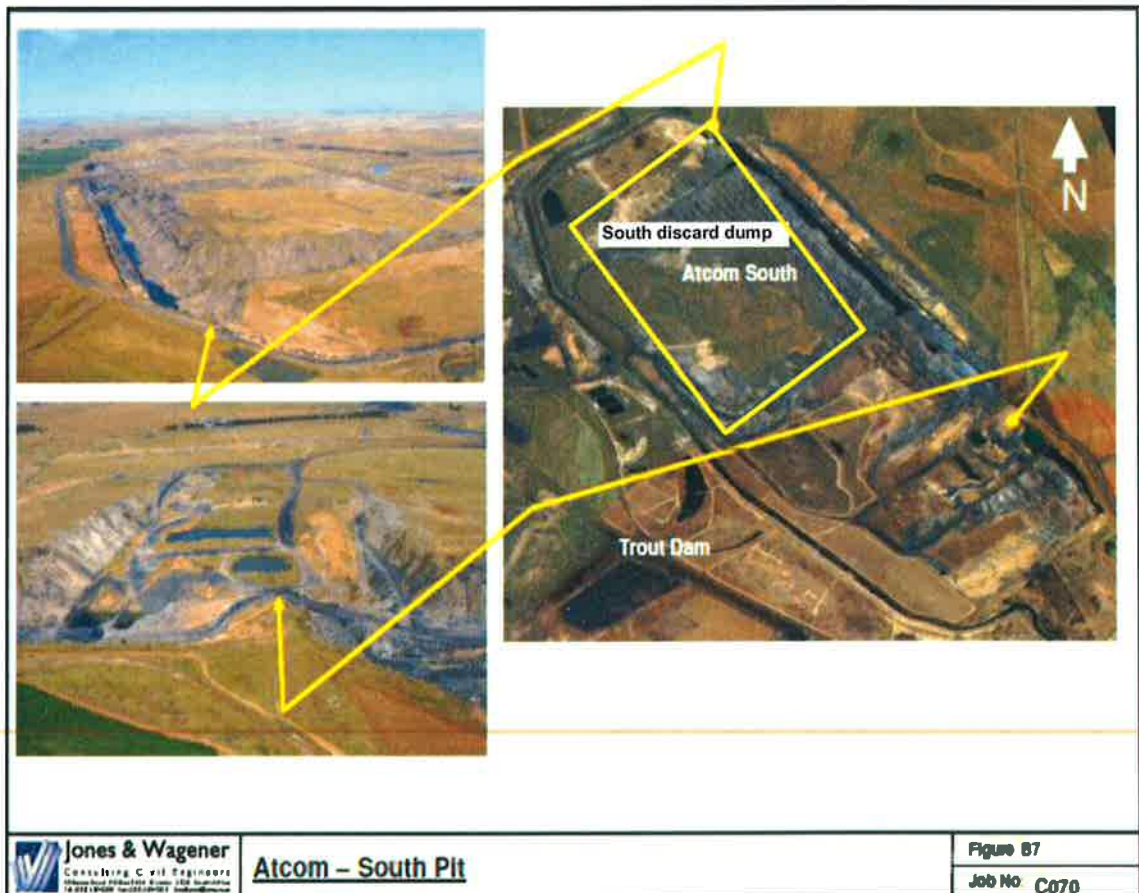 South discard dump
Atcom South
N
Trout Dam
Jones & Wagener
Consulting Civil Engineers
Atcom – South Pit
Figure B7
Job No C070